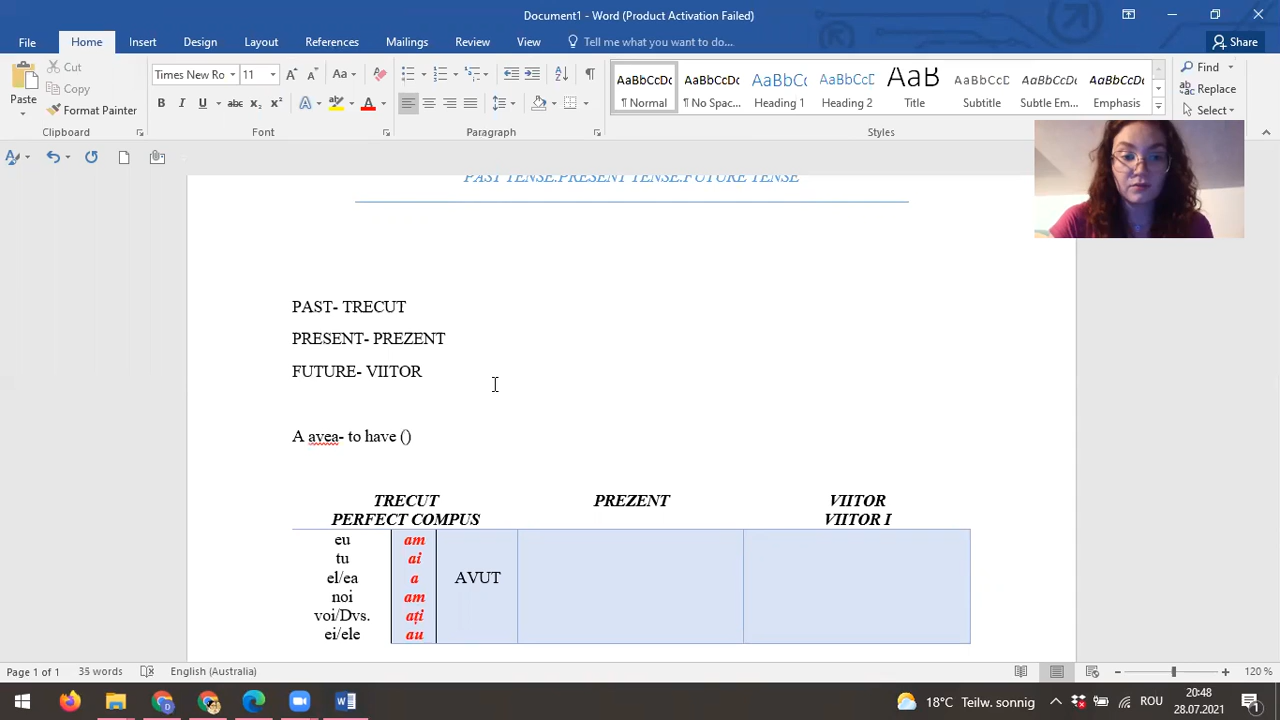 Document1 - Word (Product Activation Failed)
File Home Insert Design Layout References Mailings Review View Tell me what you want to do... Share
Paste Cut Copy Format Painter
Times New Ro 11
AaBbCcDc AaBbCcDc AaBbCc AaBbCcE AaB AaBbCcD AaBbCcDc AaBbCcDc
¶ Normal ¶ No Spac... Heading Heading 2 Title Subtitle Subtle Em... Emphasis
Find
Replace
Select
Clipboard Font Paragraph Styles
PAST TENSE.PRESENT TENSE.FUTURE TENSE
PAST- TRECUT
PRESENT- PREZENT
FUTURE- VIITOR
A avea- to have ()
TRECUT PREZENT VIITOR
PERFECT COMPUS VIITOR I
eu am
tu ai
el/ea a AVUT
noi am
voi/Dvs. ați
ei/ele au
Page 1 of 1 35 words English (Australia) 120 %
18°C Teilw. sonnig ROU 20:48
28.07.2021